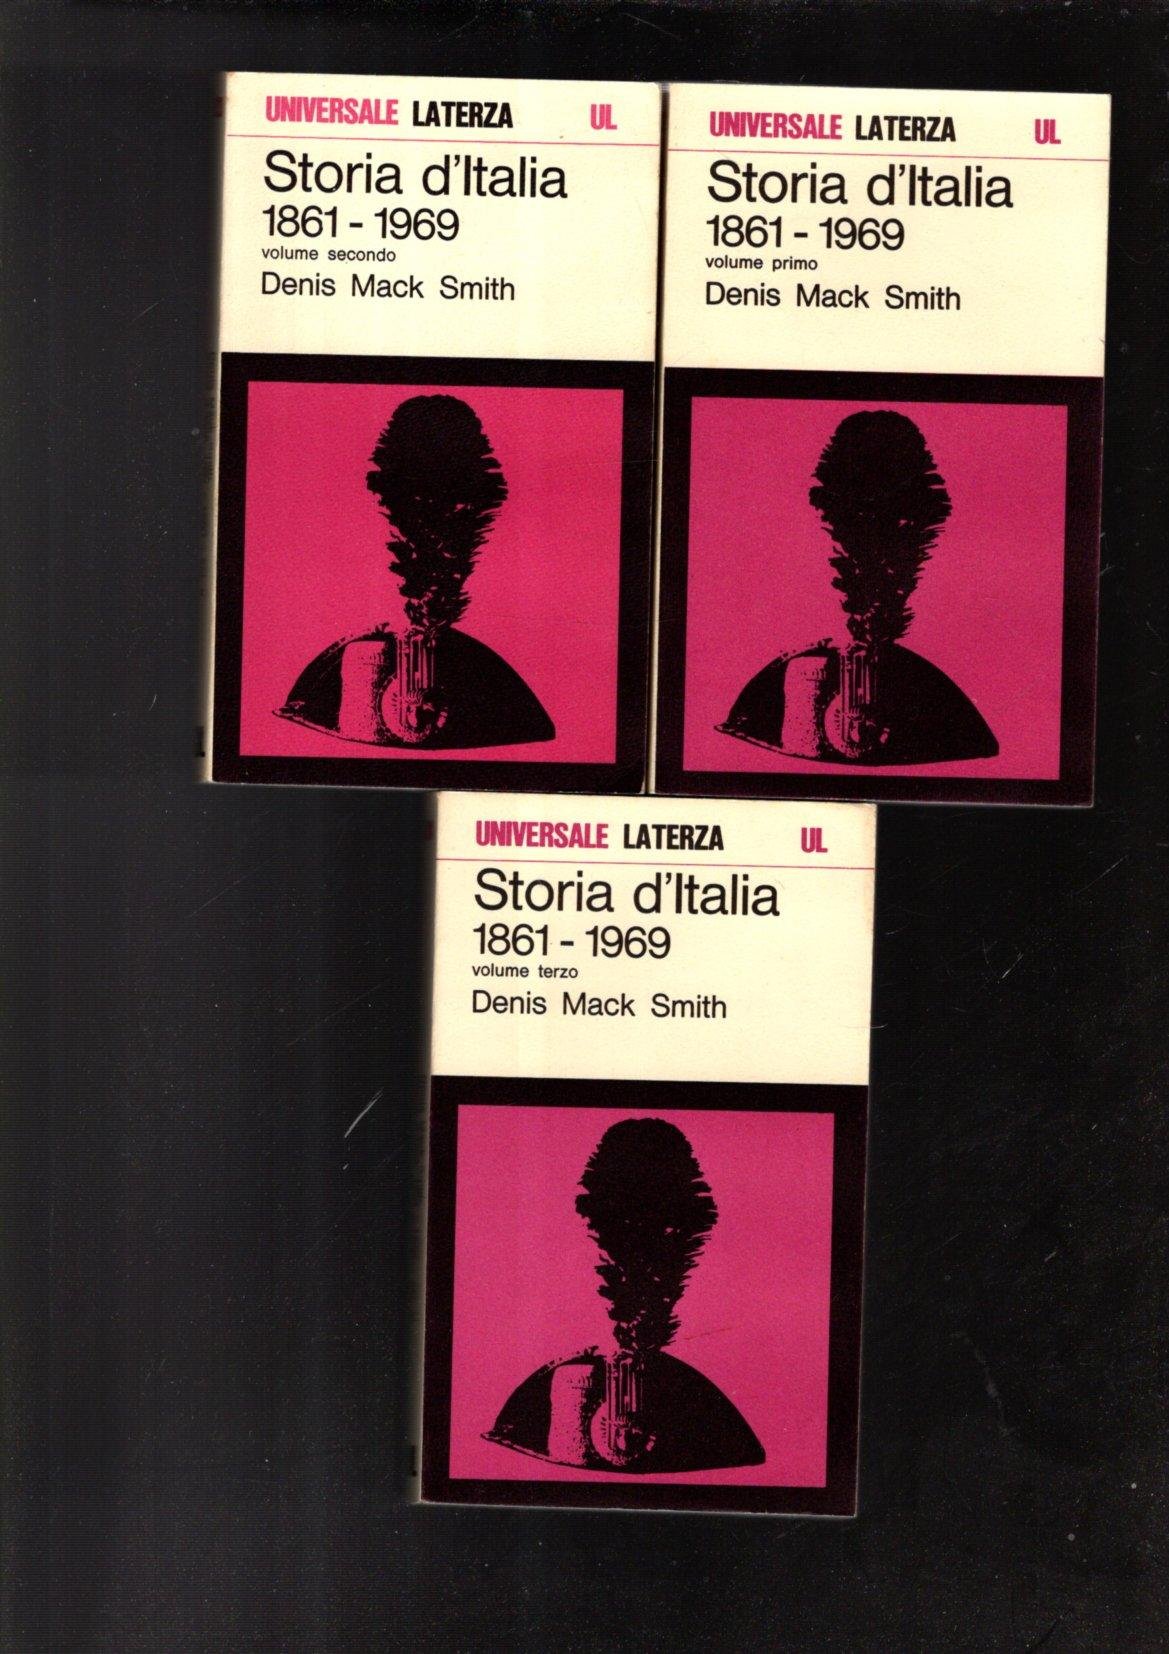 UNIVERSALE LATERZA UL
Storia d'Italia
1861 - 1969
volume secondo
Denis Mack Smith
UNIVERSALE LATERZA UL
Storia d'Italia
1861 - 1969
volume primo
Denis Mack Smith
UNIVERSALE LATERZA UL
Storia d'Italia
1861 - 1969
volume terzo
Denis Mack Smith